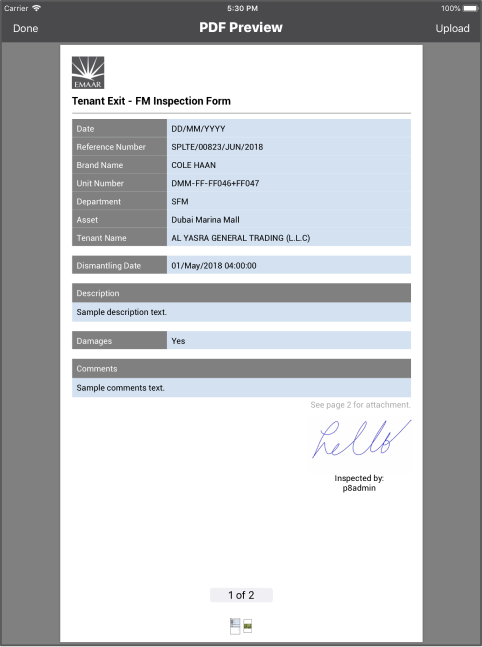 Carrier 5:30 PM 100%
Done PDF Preview Upload
EMAAR
Tenant Exit - FM Inspection Form
Date DD/MM/YYYY
Reference Number SPLTE/00823/JUN/2018
Brand Name COLE HAAN
Unit Number DMM-FF-FF046+FF047
Department SFM
Asset Dubai Marina Mall
Tenant Name AL YASRA GENERAL TRADING (L.L.C)
Dismantling Date 01/May/2018 04:00:00
Description
Sample description text.
Damages Yes
Comments
Sample comments text.
See page 2 for attachment.
hello
Inspected by:
p8admin
1 of 2